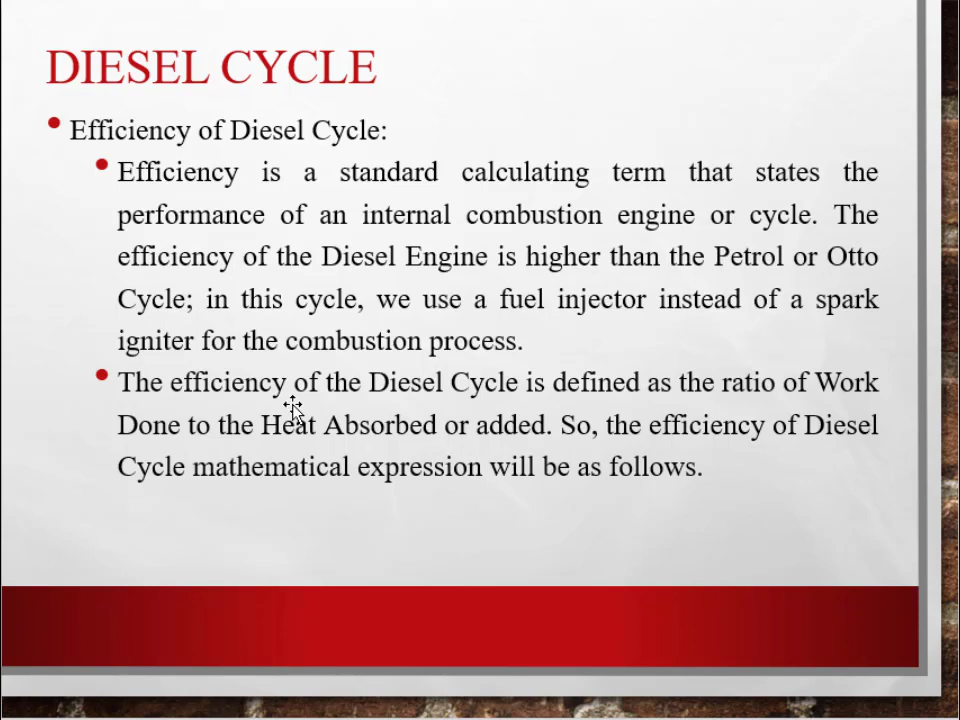 DIESEL CYCLE
• Efficiency of Diesel Cycle:
• Efficiency is a standard calculating term that states the
performance of an internal combustion engine or cycle. The
efficiency of the Diesel Engine is higher than the Petrol or Otto
Cycle; in this cycle, we use a fuel injector instead of a spark
igniter for the combustion process.
• The efficiency of the Diesel Cycle is defined as the ratio of Work
Done to the Heat Absorbed or added. So, the efficiency of Diesel
Cycle mathematical expression will be as follows.